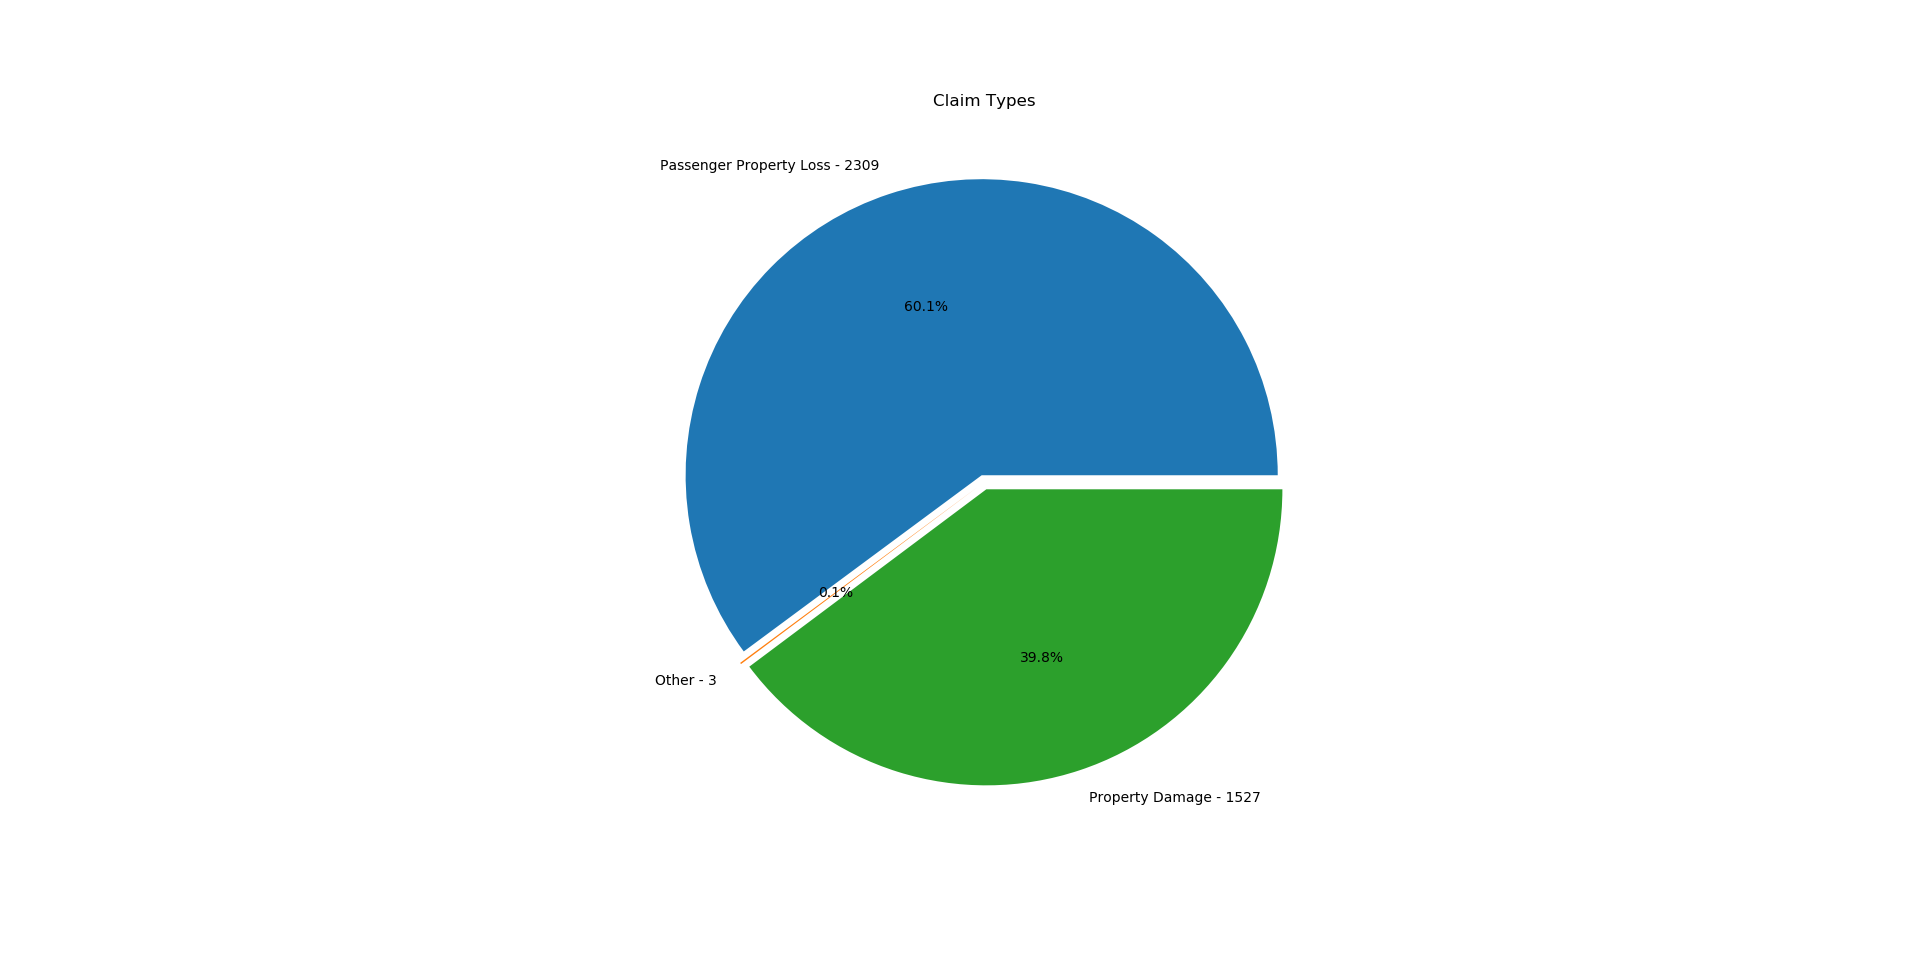 Claim Types
Passenger Property Loss - 2309
60.1%
0.1%
39.8%
Other - 3
Property Damage - 1527